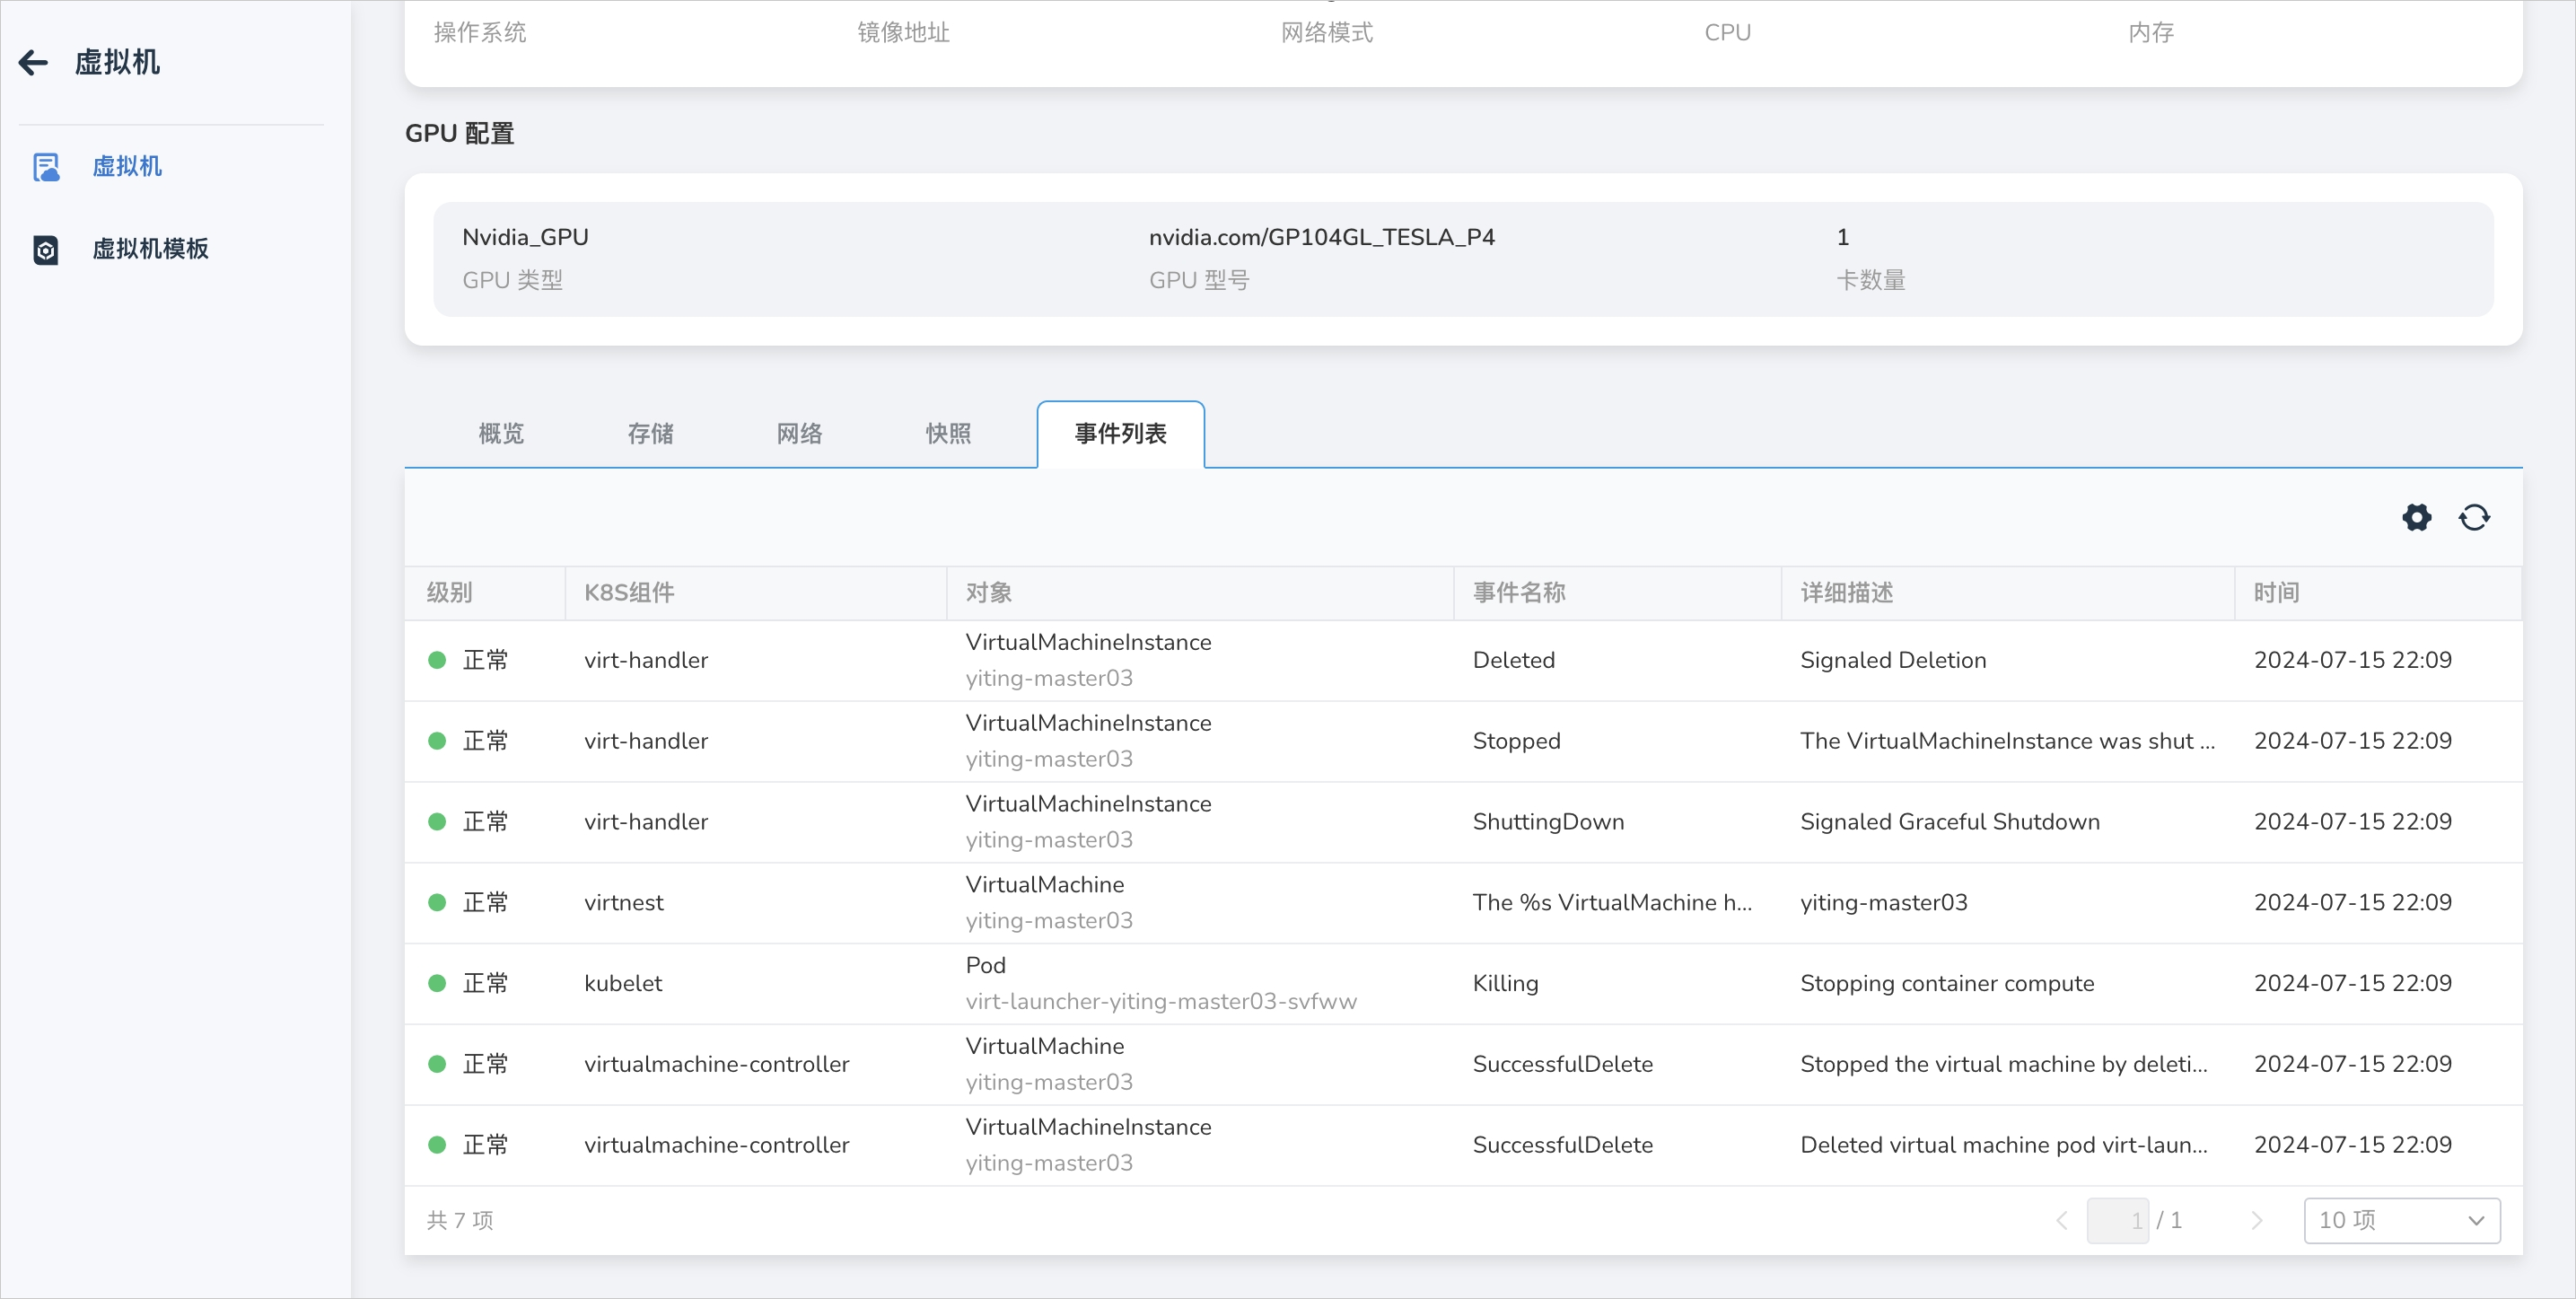 虚拟机
虚拟机
虚拟机模板
操作系统 镜像地址 网络模式 CPU 内存
GPU 配置
Nvidia_GPU nvidia.com/GP104GL_TESLA_P4 1
GPU 类型 GPU 型号 卡数量
概览 存储 网络 快照 事件列表
级别 K8S组件 对象 事件名称 详细描述 时间
正常 virt-handler VirtualMachineInstance yiting-master03 Deleted Signaled Deletion 2024-07-15 22:09
正常 virt-handler VirtualMachineInstance yiting-master03 Stopped The VirtualMachineInstance was shut ... 2024-07-15 22:09
正常 virt-handler VirtualMachineInstance yiting-master03 ShuttingDown Signaled Graceful Shutdown 2024-07-15 22:09
正常 virtnest VirtualMachine yiting-master03 The %s VirtualMachine h... yiting-master03 2024-07-15 22:09
正常 kubelet Pod virt-launcher-yiting-master03-svfww Killing Stopping container compute 2024-07-15 22:09
正常 virtualmachine-controller VirtualMachine yiting-master03 SuccessfulDelete Stopped the virtual machine by deleti... 2024-07-15 22:09
正常 virtualmachine-controller VirtualMachineInstance yiting-master03 SuccessfulDelete Deleted virtual machine pod virt-laun... 2024-07-15 22:09
共 7 项 1 / 1 10 项